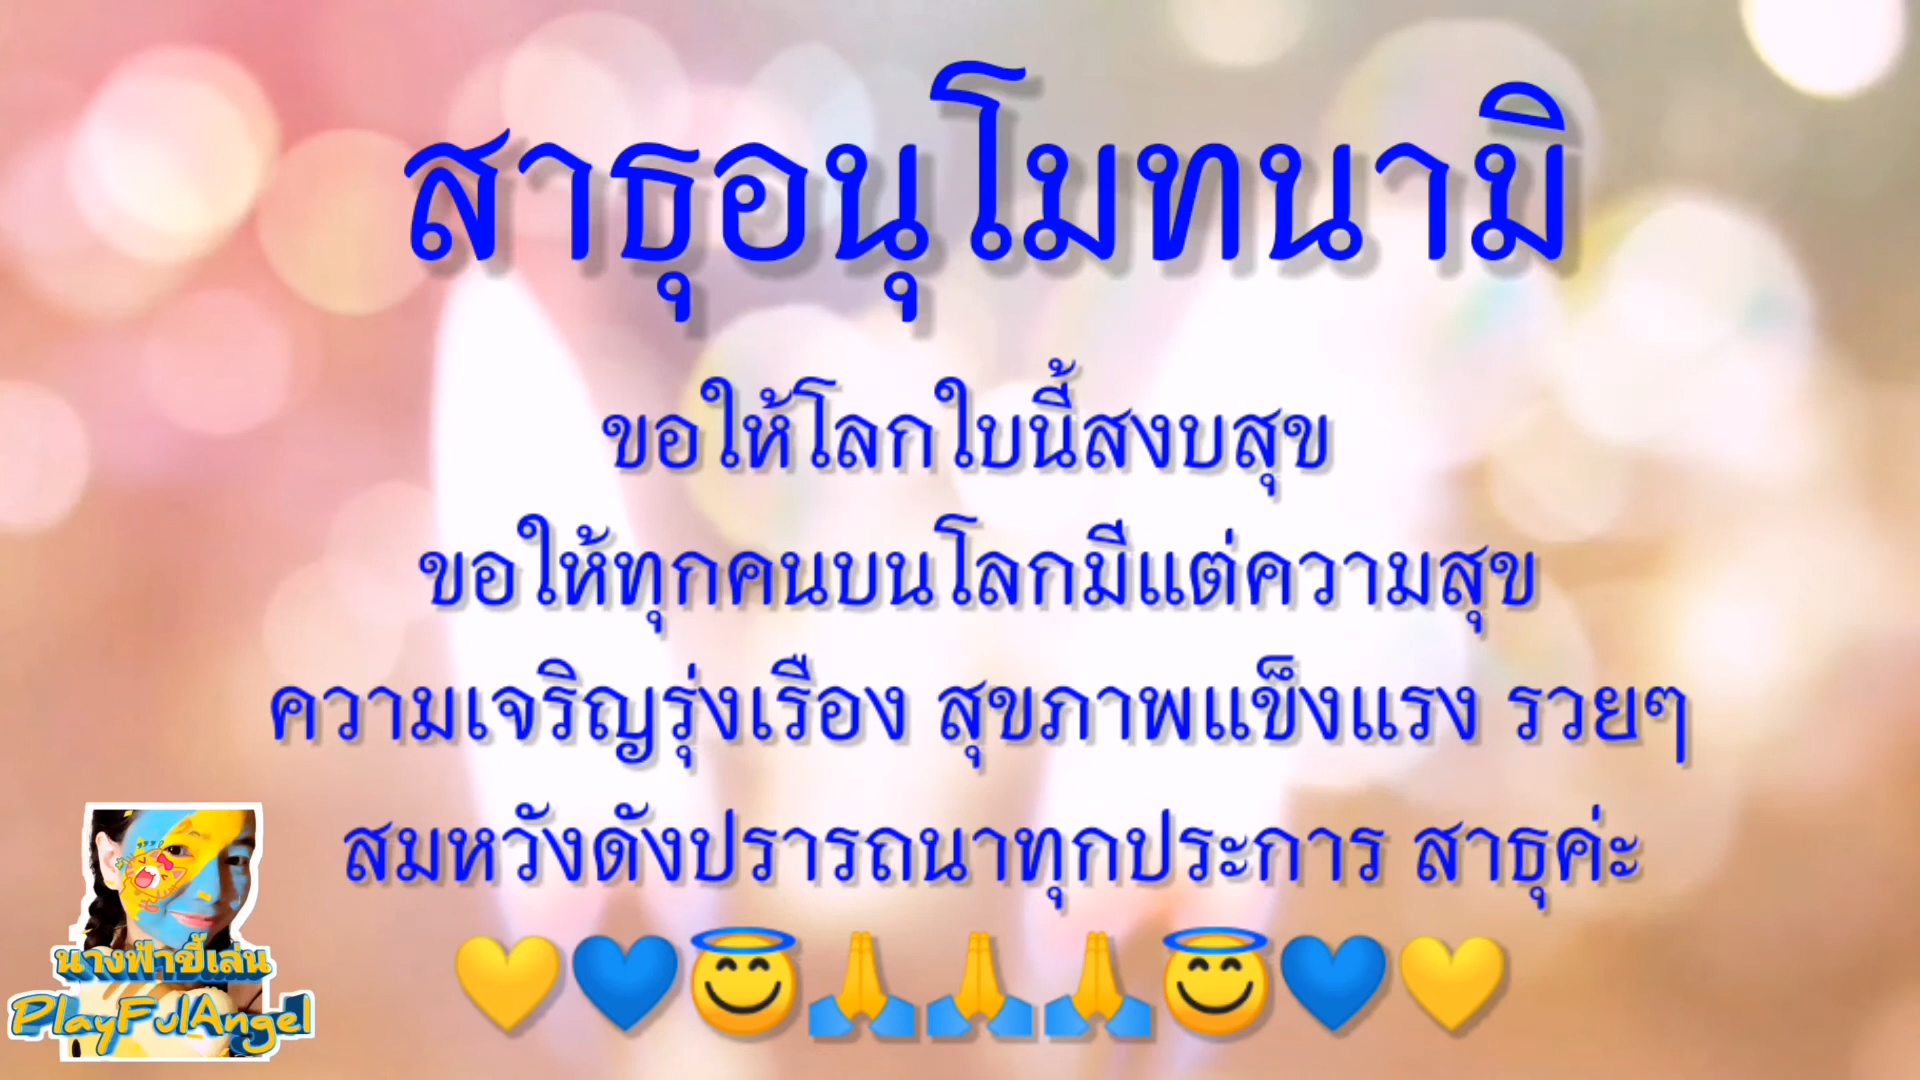 สาธุอนุโมทนามิ
ขอให้โลกใบนี้สงบสุข
ขอให้ทุกคนบนโลกมีแต่ความสุข
ความเจริญรุ่งเรือง สุขภาพแข็งแรง รวยๆ
สมหวังดังปรารถนาทุกประการ สาธุค่ะ
💛💙😇🙏🙏🙏😇💙💛
นางฟ้าขี้เล่น
PlayFulAngel